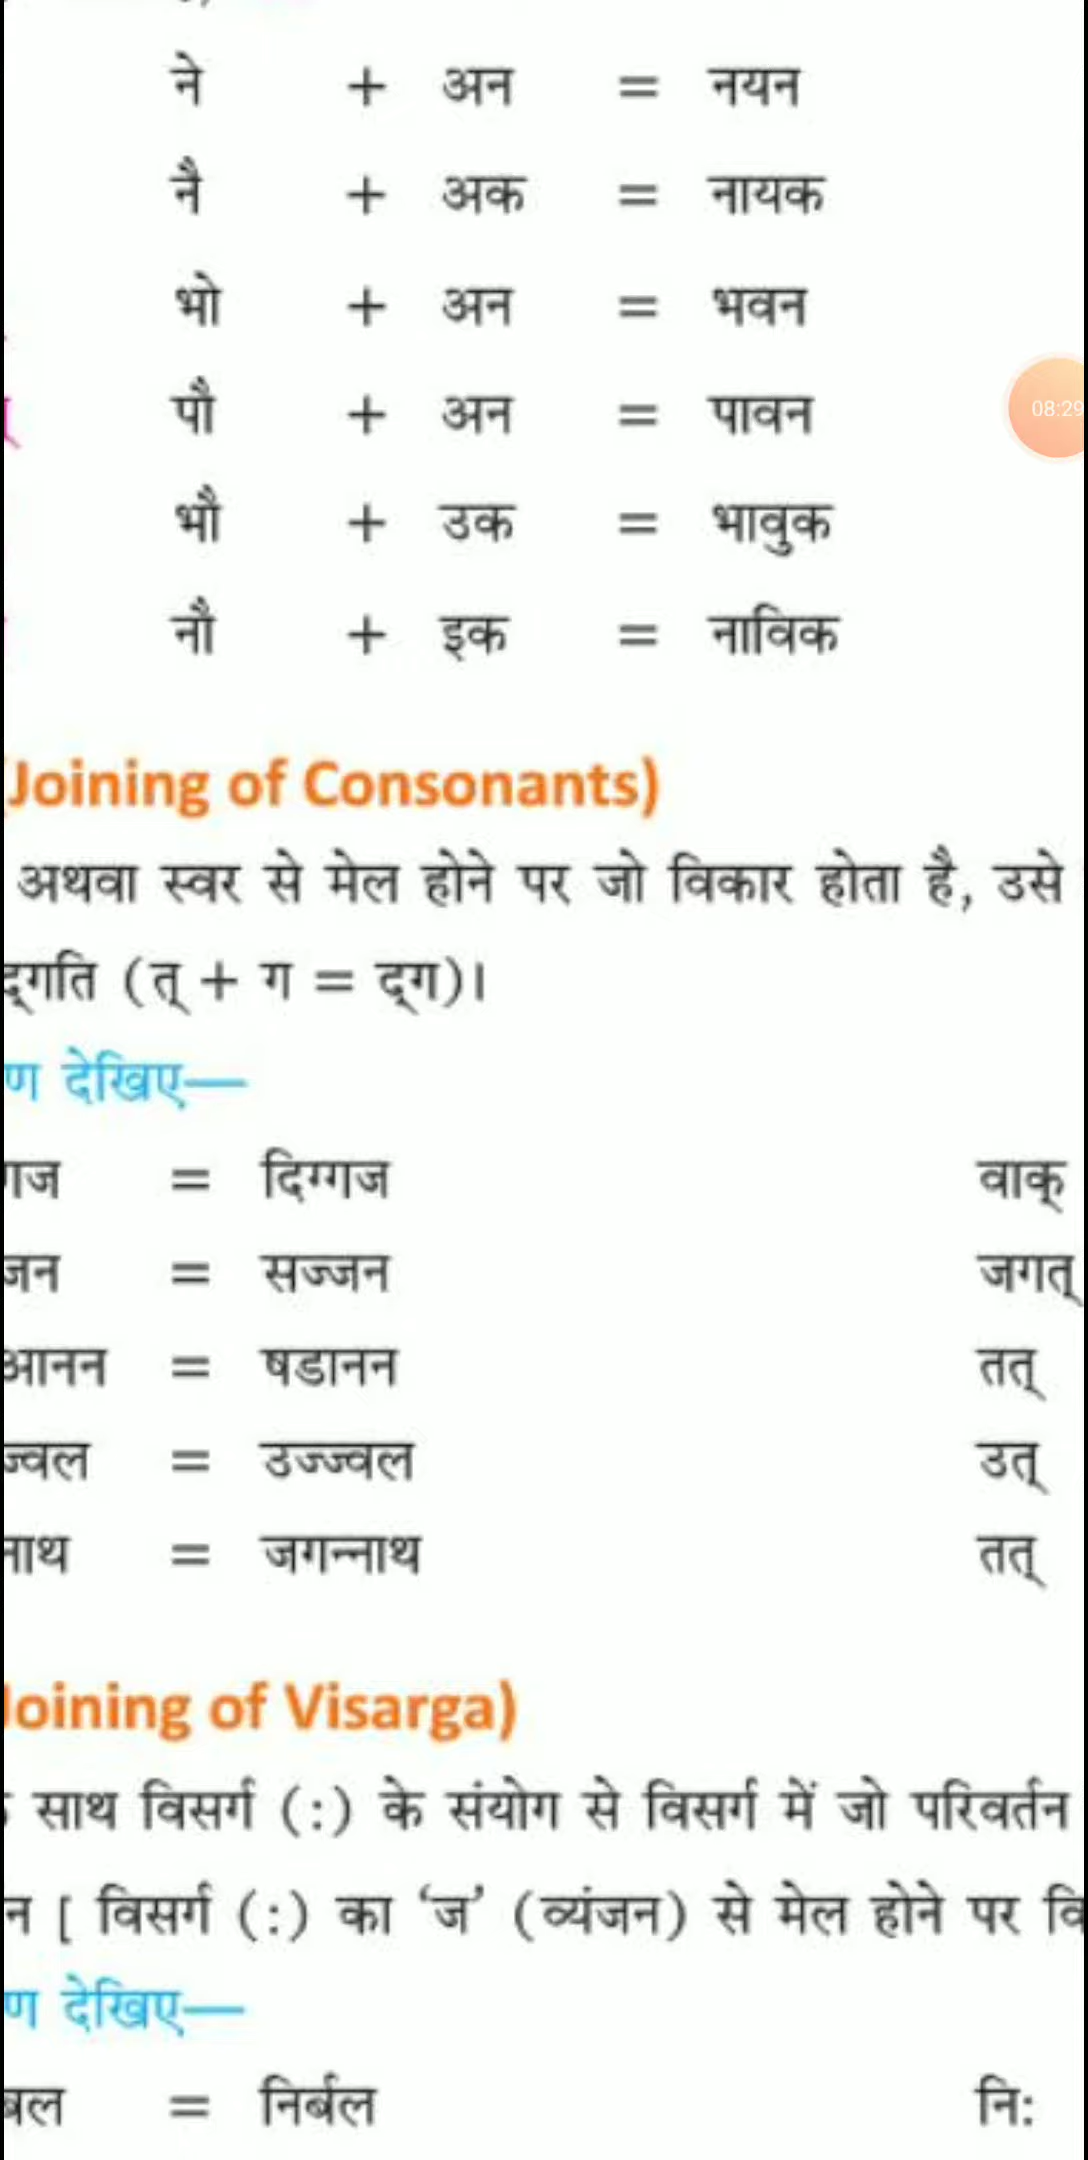 ने + अन = नयन
नै + अक = नायक
भो + अन = भवन
पौ + अन = पावन
08:29
भौ + उक = भावुक
नौ + इक = नाविक
(Joining of Consonants)
अथवा स्वर से मेल होने पर जो विकार होता है, उसे
द्गति (त् + ग = द्ग)।
ण देखिए—
गज = दिग्गज वाक्
जन = सज्जन जगत्
आनन = षडानन तत्
ज्वल = उज्ज्वल उत्
नाथ = जगन्नाथ तत्
Joining of Visarga)
साथ विसर्ग (:) के संयोग से विसर्ग में जो परिवर्तन
न [ विसर्ग (:) का ‘ज’ (व्यंजन) से मेल होने पर वि
ण देखिए—
बल = निर्बल नि: